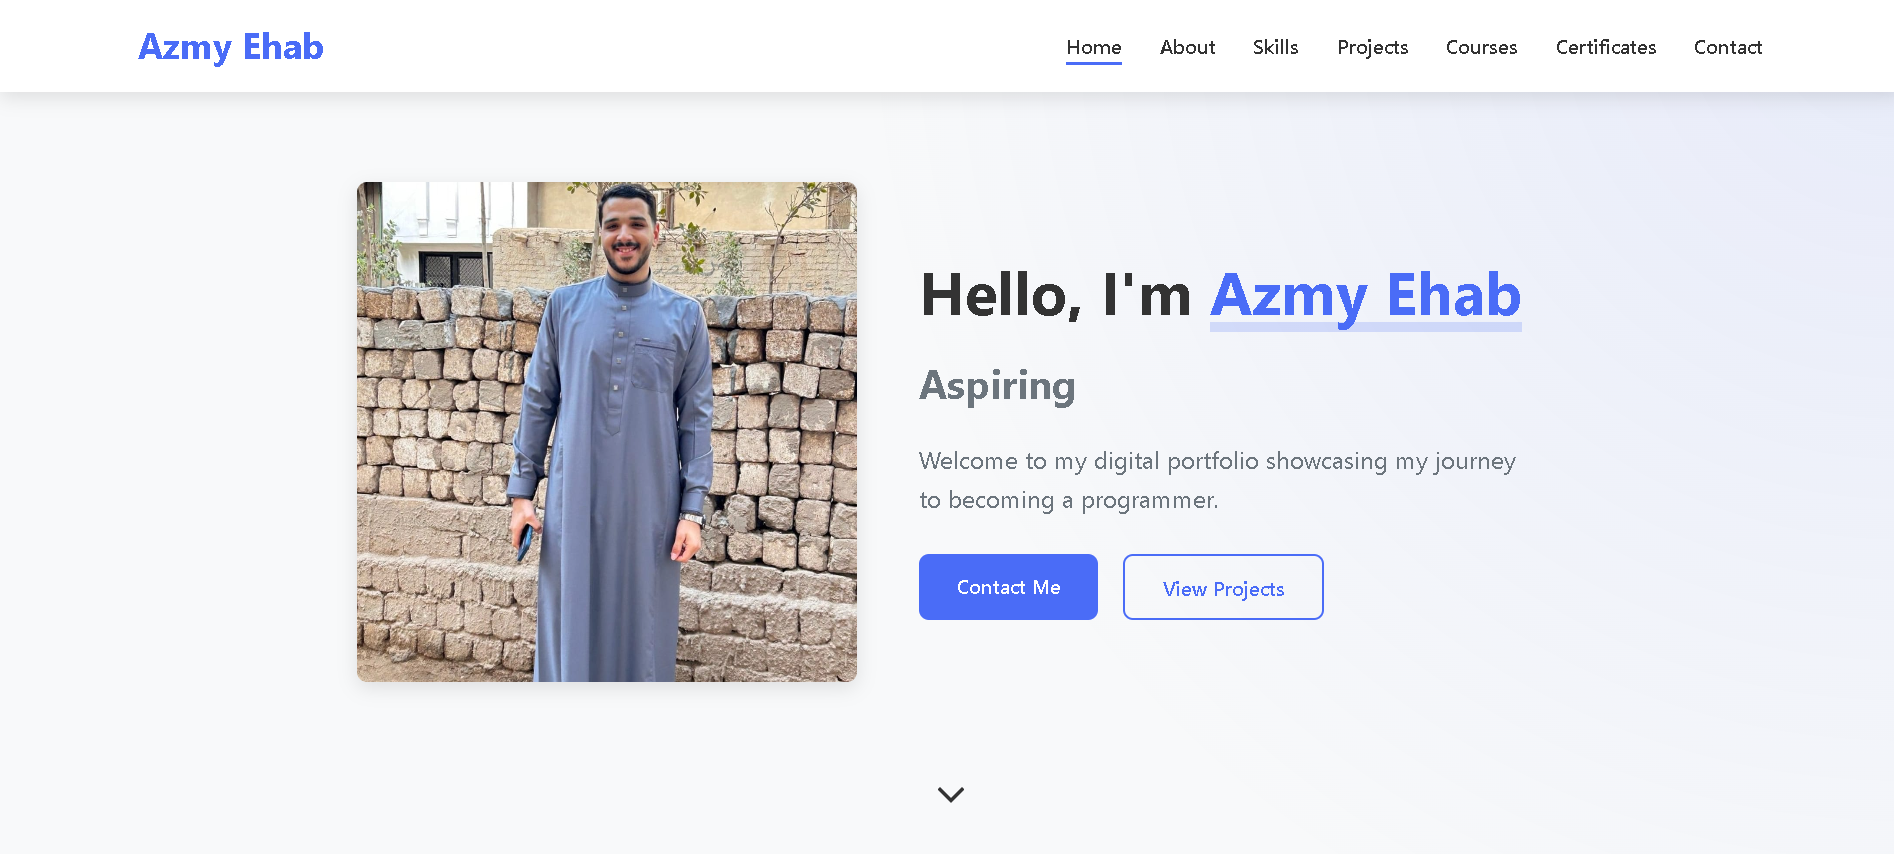 Azmy Ehab
Home About Skills Projects Courses Certificates Contact
Hello, I'm Azmy Ehab
Aspiring
Welcome to my digital portfolio showcasing my journey
to becoming a programmer.
Contact Me View Projects